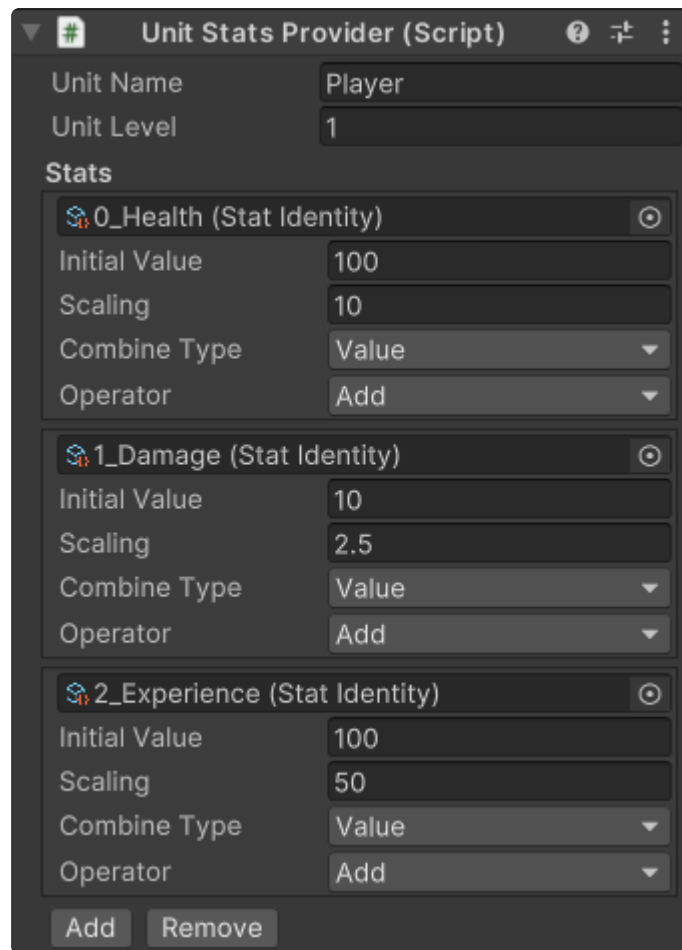 # Unit Stats Provider (Script)
Unit Name Player
Unit Level 1
Stats
0_Health (Stat Identity)
Initial Value 100
Scaling 10
Combine Type Value
Operator Add
1_Damage (Stat Identity)
Initial Value 10
Scaling 2.5
Combine Type Value
Operator Add
2_Experience (Stat Identity)
Initial Value 100
Scaling 50
Combine Type Value
Operator Add
Add Remove